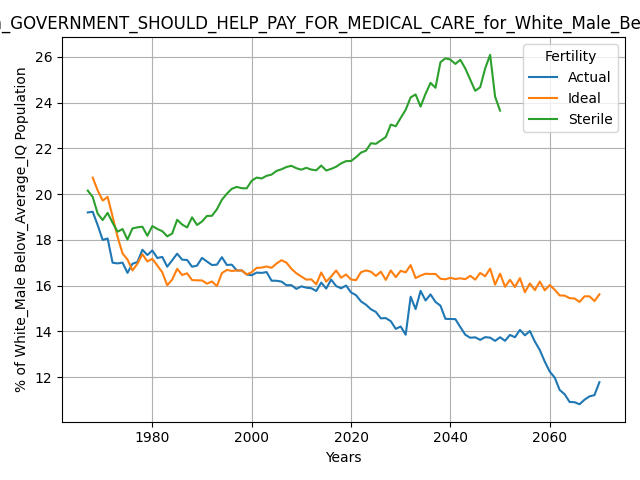 GOVERNMENT_SHOULD_HELP_PAY_FOR_MEDICAL_CARE_for_White_Male_Be
% of White_Male Below_Average_IQ Population
26
24
22
20
18
16
14
12
Fertility
Actual
Ideal
Sterile
1980
2000
2020
2040
2060
Years